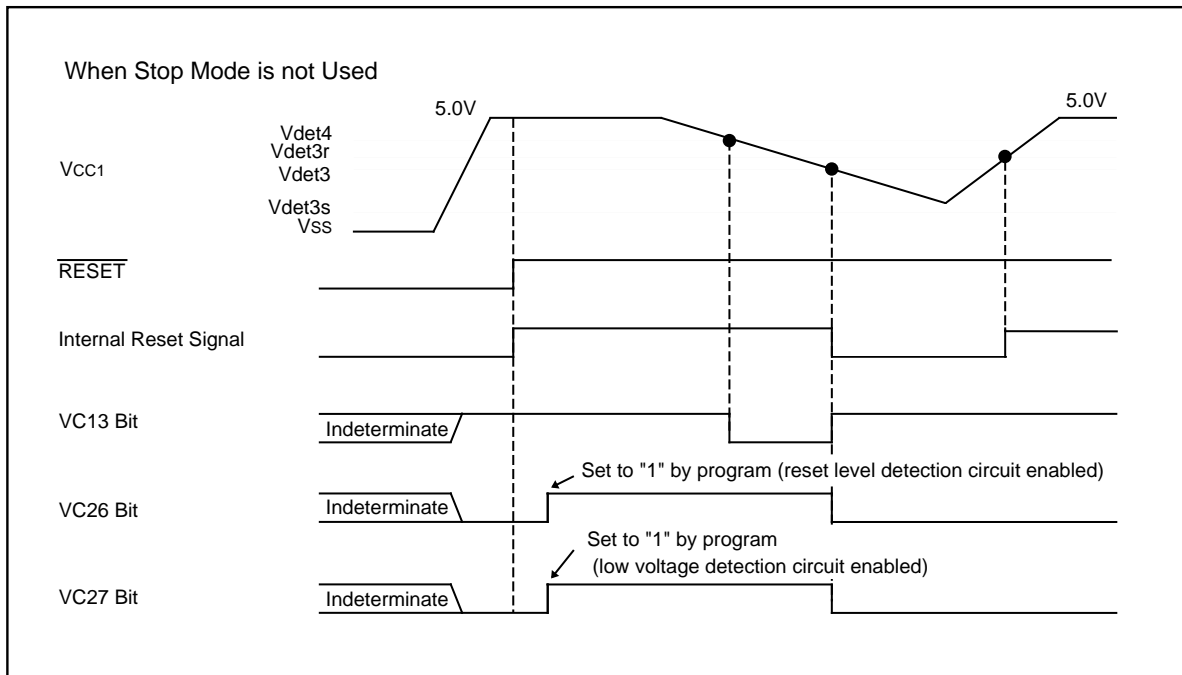 When Stop Mode is not Used
5.0V
5.0V
Vdet4
Vdet3r
Vdet3
VCC1
Vdet3s
VSS
RESET
Internal Reset Signal
VC13 Bit
Indeterminate
Set to "1" by program (reset level detection circuit enabled)
VC26 Bit
Indeterminate
Set to "1" by program
(low voltage detection circuit enabled)
VC27 Bit
Indeterminate